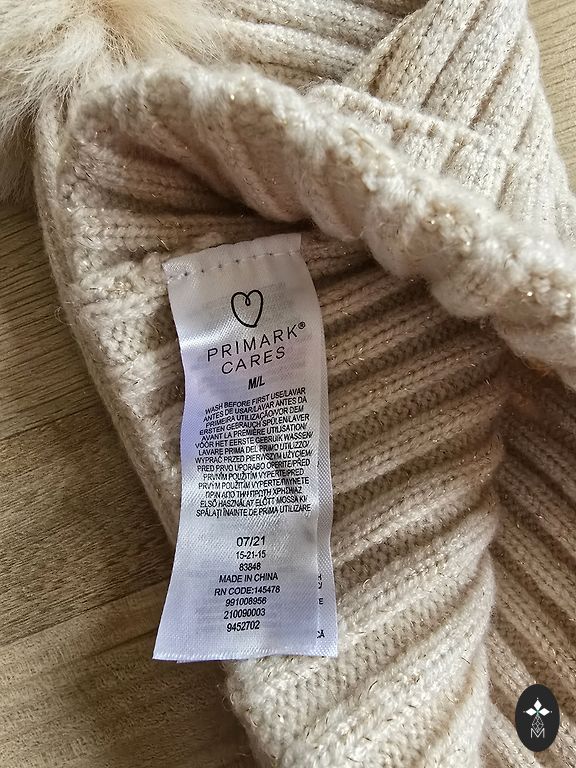 PRIMARK®
CARES
M/L
WASH BEFORE FIRST USE/LAVAR
ANTES DE USAR/LAVAR ANTES DA
PRIMEIRA UTILIZAÇÃO/VOR DEM
ERSTEN GEBRAUCH SPÜLEN/LAVER
AVANT LA PREMIÈRE UTILISATION/
VÓÓR HET EERSTE GEBRUIK WASSEN/
LAVARE PRIMA DEL PRIMO UTILIZZO/
WYPRAĆ PRZED PIERWSZYM UŻYCIEM/
PRED PRVO UPORABO OPERITE/PŘED
PRVNÍM POUŽITÍM VYPERTE/PRED
PRVÝM POUŽITÍM VYPERTE/ΠΛΥΝΕΤΕ
ΠΡΙΝ ΑΠΟ ΤΗΝ ΠΡΩΤΗ ΧΡΗΣΗ/AZ
ELSŐ HASZNÁLAT ELŐTT MOSSA KI/
SPĂLAȚI ÎNAINTE DE PRIMA UTILIZARE
07/21
15-21-15
83848
MADE IN CHINA
RN CODE:145478
991008956
210090003
9452702